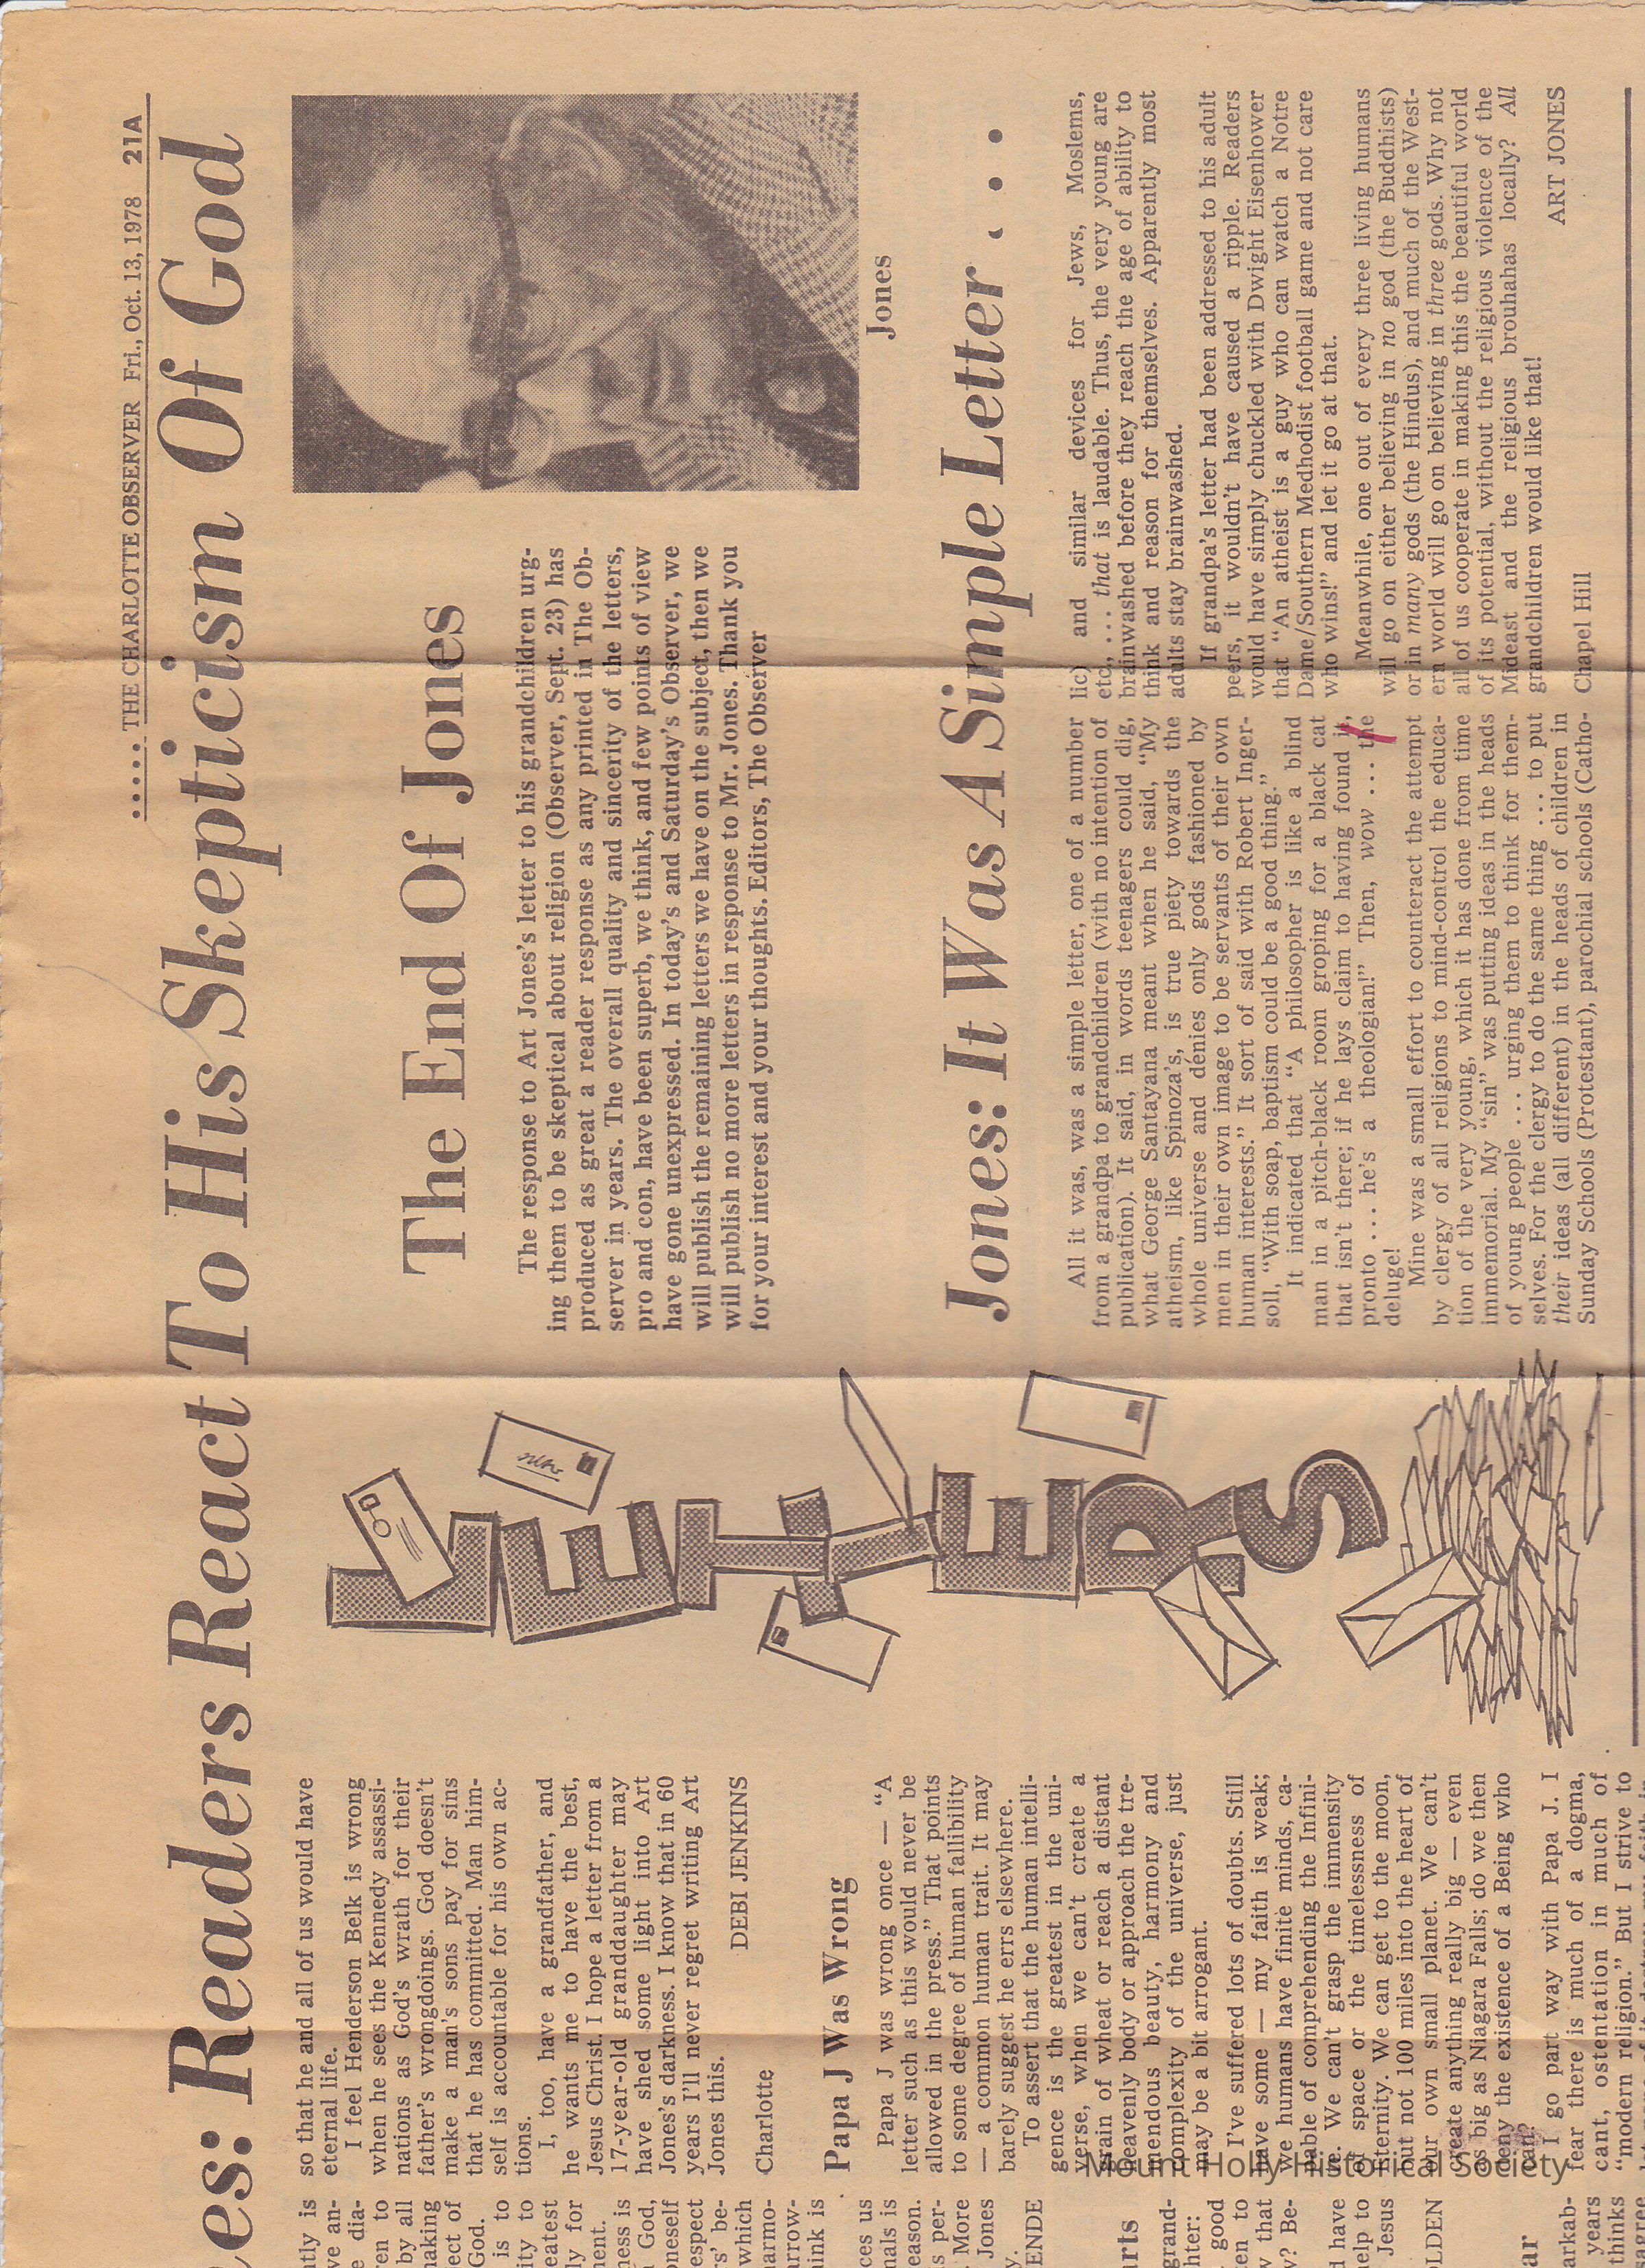 ..... THE CHARLOTTE OBSERVER Fri., Oct. 13, 1978 21A
es: Readers React To His Skepticism Of God
so that he and all of us would have
eternal life.
I feel Henderson Belk is wrong
when he sees the Kennedy assassi-
nations as God's wrath for their
father's wrongdoings. God doesn't
make a man's sons pay for sins
that he has committed. Man him-
self is accountable for his own ac-
tions.
I, too, have a grandfather, and
he wants me to have the best,
Jesus Christ. I hope a letter from a
17-year-old granddaughter may
have shed some light into Art
Jones's darkness. I know that in 60
years I'll never regret writing Art
Jones this.
DEBI JENKINS
Charlotte
Papa J Was Wrong
Papa J was wrong once — "A
letter such as this would never be
allowed in the press." That points
to some degree of human fallibility
— a common human trait. It may
barely suggest he errs elsewhere.
To assert that the human intelli-
gence is the greatest in the uni-
verse, when we can't create a
grain of wheat or reach a distant
heavenly body or approach the tre-
mendous beauty, harmony and
complexity of the universe, just
may be a bit arrogant.
I've suffered lots of doubts. Still
have some — my faith is weak;
we humans have finite minds, ca-
pable of comprehending the Infini-
te. We can't grasp the immensity
of space or the timelessness of
eternity. We can get to the moon,
but not 100 miles into the heart of
our own small planet. We can't
create anything really big — even
as big as Niagara Falls; do we then
deny the existence of a Being who
can?
I go part way with Papa J. I
fear there is much of a dogma,
cant, ostentation in much of
"modern religion." But I strive to
LETTERS
The End Of Jones
The response to Art Jones's letter to his grandchildren urg-
ing them to be skeptical about religion (Observer, Sept. 23) has
produced as great a reader response as any printed in The Ob-
server in years. The overall quality and sincerity of the letters,
pro and con, have been superb, we think, and few points of view
have gone unexpressed. In today's and Saturday's Observer, we
will publish the remaining letters we have on the subject, then we
will publish no more letters in response to Mr. Jones. Thank you
for your interest and your thoughts. Editors, The Observer
Jones
Jones: It Was A Simple Letter . . .
All it was, was a simple letter, one of a number
from a grandpa to grandchildren (with no intention of
publication). It said, in words teenagers could dig,
what George Santayana meant when he said, "My
atheism, like Spinoza's, is true piety towards the
whole universe and denies only gods fashioned by
men in their own image to be servants of their own
human interests." It sort of said with Robert Inger-
soll, "With soap, baptism could be a good thing."
It indicated that "A philosopher is like a blind
man in a pitch-black room groping for a black cat
that isn't there; if he lays claim to having found it,
pronto ... he's a theologian!" Then, wow ... the
deluge!
Mine was a small effort to counteract the attempt
by clergy of all religions to mind-control the educa-
tion of the very young, which it has done from time
immemorial. My "sin" was putting ideas in the heads
of young people ... urging them to think for them-
selves. For the clergy to do the same thing ... to put
their ideas (all different) in the heads of children in
Sunday Schools (Protestant), parochial schools (Catho-
lic) and similar devices for Jews, Moslems,
etc., ... that is laudable. Thus, the very young are
brainwashed before they reach the age of ability to
think and reason for themselves. Apparently most
adults stay brainwashed.
If grandpa's letter had been addressed to his adult
peers, it wouldn't have caused a ripple. Readers
would have simply chuckled with Dwight Eisenhower
that "An atheist is a guy who can watch a Notre
Dame/Southern Medhodist football game and not care
who wins!" and let it go at that.
Meanwhile, one out of every three living humans
will go on either believing in no god (the Buddhists)
or in many gods (the Hindus), and much of the West-
ern world will go on believing in three gods. Why not
all of us cooperate in making this the beautiful world
of its potential, without the religious violence of the
Mideast and the religious brouhahas locally? All
grandchildren would like that!
ART JONES
Chapel Hill
Mount Holly Historical Society